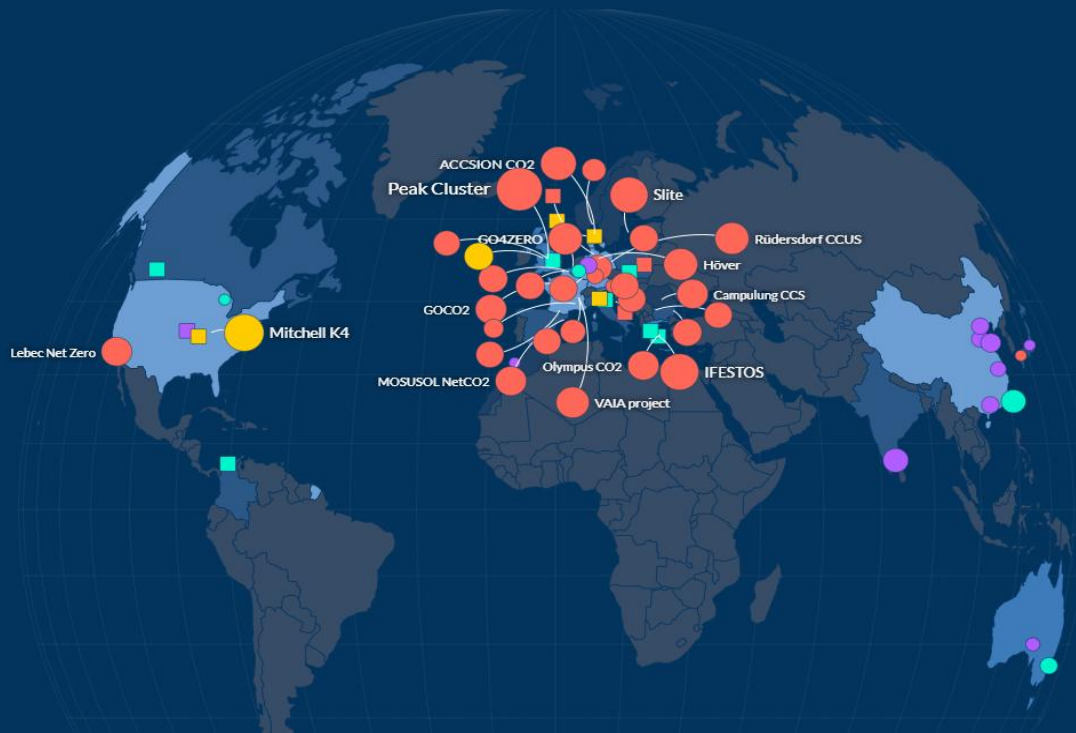 ACCSION CO2
Peak Cluster
Slite
GO4ZERO
Rüdersdorf CCUS
Höver
Campulung CCS
GOCO2
Mitchell K4
Lebec Net Zero
Olympus CO2
IFESTOS
MOSUSOL NetCO2
VAIA project